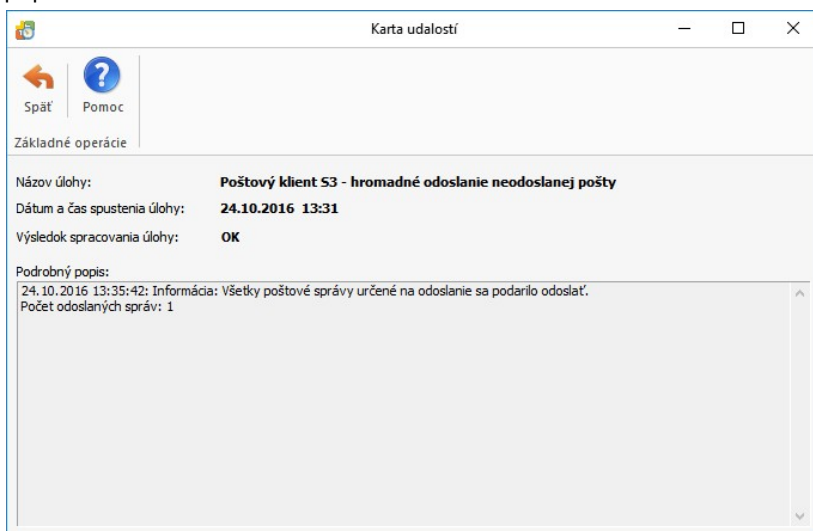 Karta udalostí
Späť
Pomoc
Základné operácie
Názov úlohy: Poštový klient S3 - hromadné odoslanie neodoslanej pošty
Dátum a čas spustenia úlohy: 24.10.2016 13:31
Výsledok spracovania úlohy: OK
Podrobný popis:
24.10.2016 13:35:42: Informácia: Všetky poštové správy určené na odoslanie sa podarilo odoslať.
Počet odoslaných správ: 1